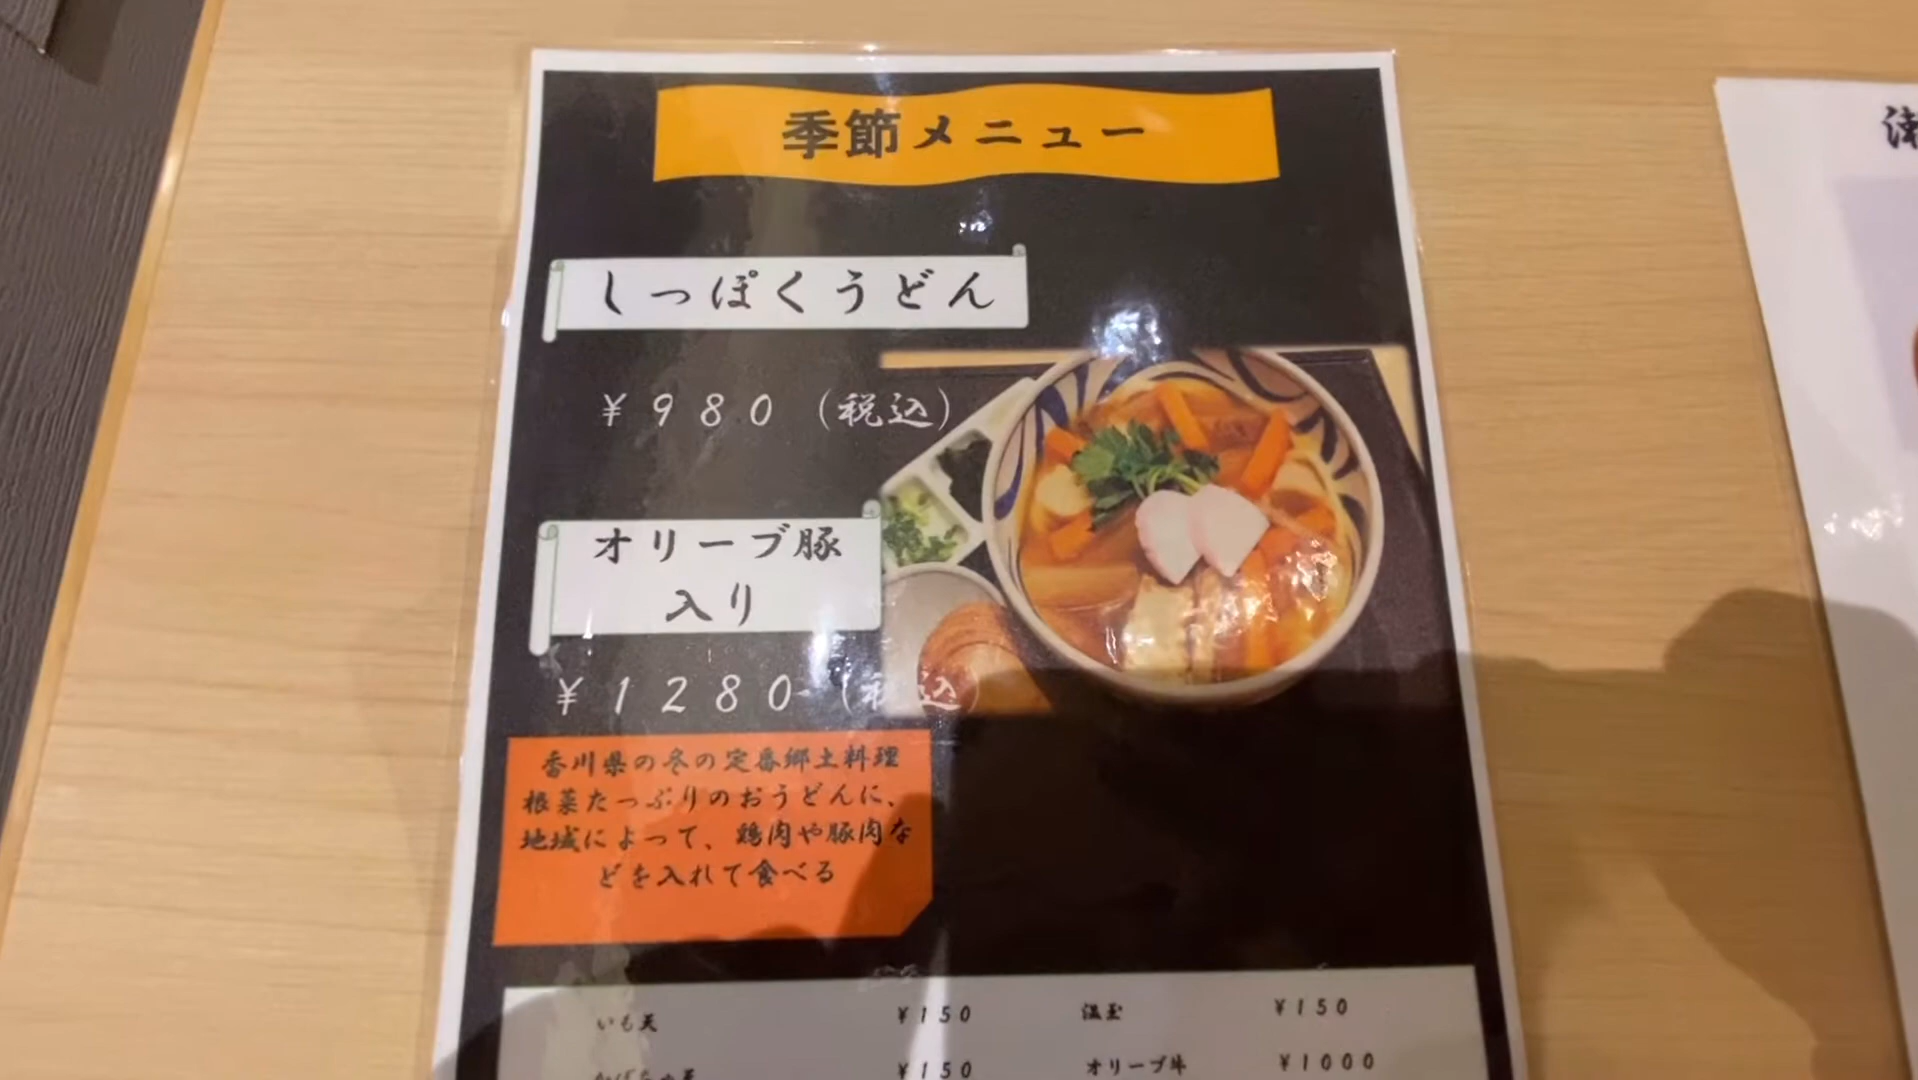 季節メニュー
しっぽくうどん
¥980（税込）
オリーブ豚
入り
¥1280（税込）
香川県の冬の定番郷土料理
根菜たっぷりのおうどんに、
地域によって、鶏肉や豚肉な
どを入れて食べる
いも天 ¥150 温玉 ¥150
¥150 オリーブ牛 ¥1000